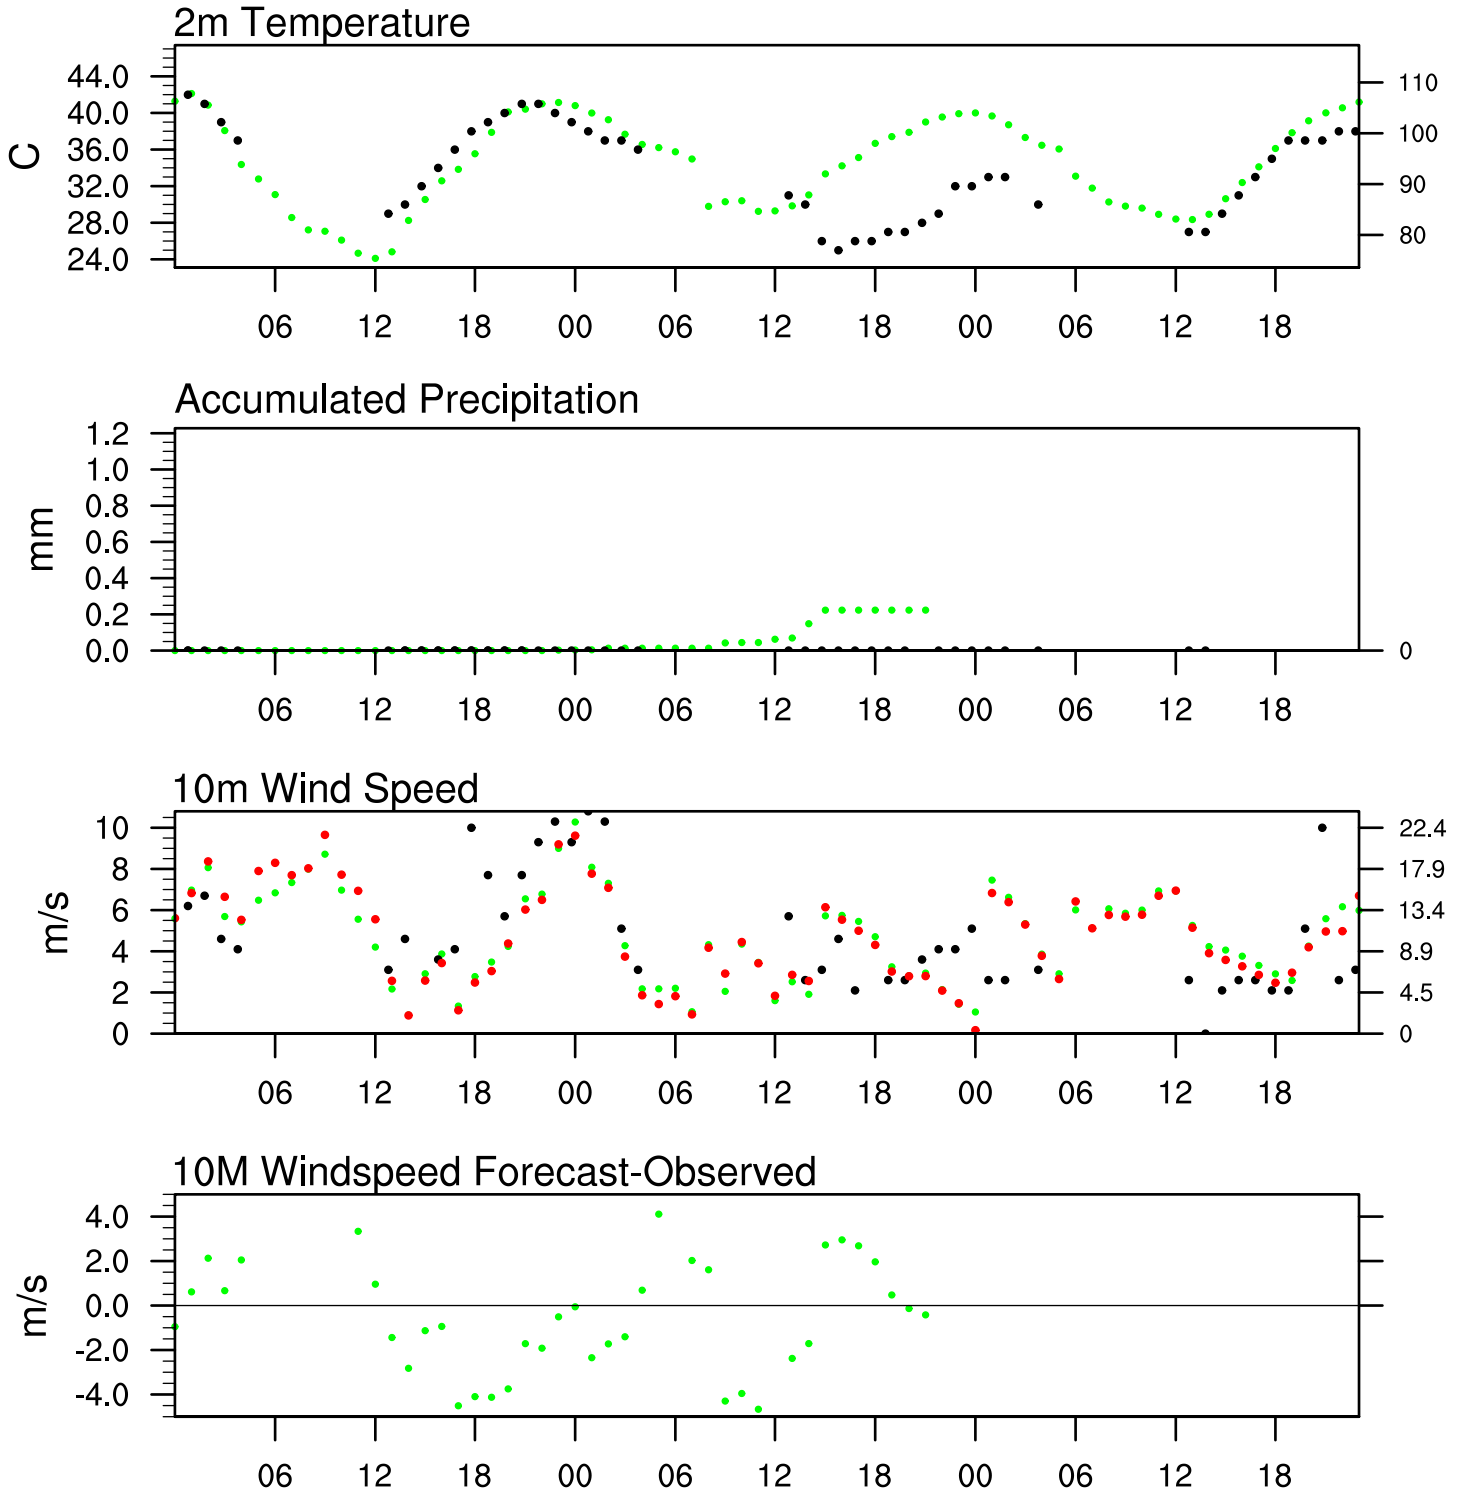 2m Temperature
44.0
40.0
36.0
32.0
28.0
24.0
C
110
100
90
80
06 12 18 00 06 12 18 00 06 12 18
Accumulated Precipitation
1.2
1.0
0.8
0.6
0.4
0.2
0.0
mm
0
06 12 18 00 06 12 18 00 06 12 18
10m Wind Speed
10
8
6
4
2
0
m/s
22.4
17.9
13.4
8.9
4.5
0
06 12 18 00 06 12 18 00 06 12 18
10M Windspeed Forecast-Observed
4.0
2.0
0.0
-2.0
-4.0
m/s
06 12 18 00 06 12 18 00 06 12 18